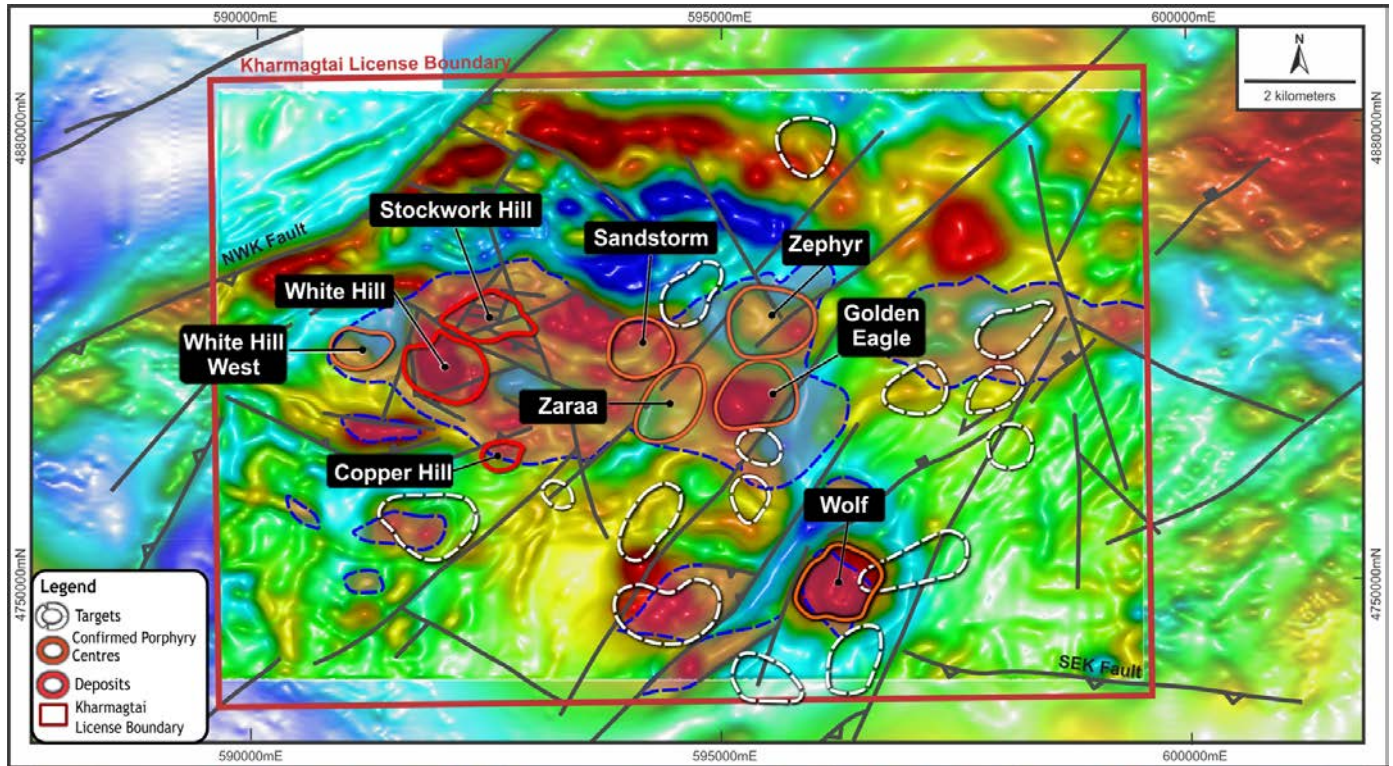 590000mE
595000mE
600000mE
Kharmagtai License Boundary
N
2 kilometers
4880000mN
4880000mN
Stockwork Hill
Sandstorm
Zephyr
NWK Fault
White Hill
Golden
Eagle
White Hill
West
Zaraa
Copper Hill
Wolf
Legend
Targets
Confirmed Porphyry
Centres
Deposits
Kharmagtai
License Boundary
4750000mN
4750000mN
SEK Fault
590000mE
595000mE
600000mE